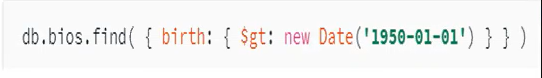 db.bios.find( { birth: { $gt: new Date('1950-01-01') } } )